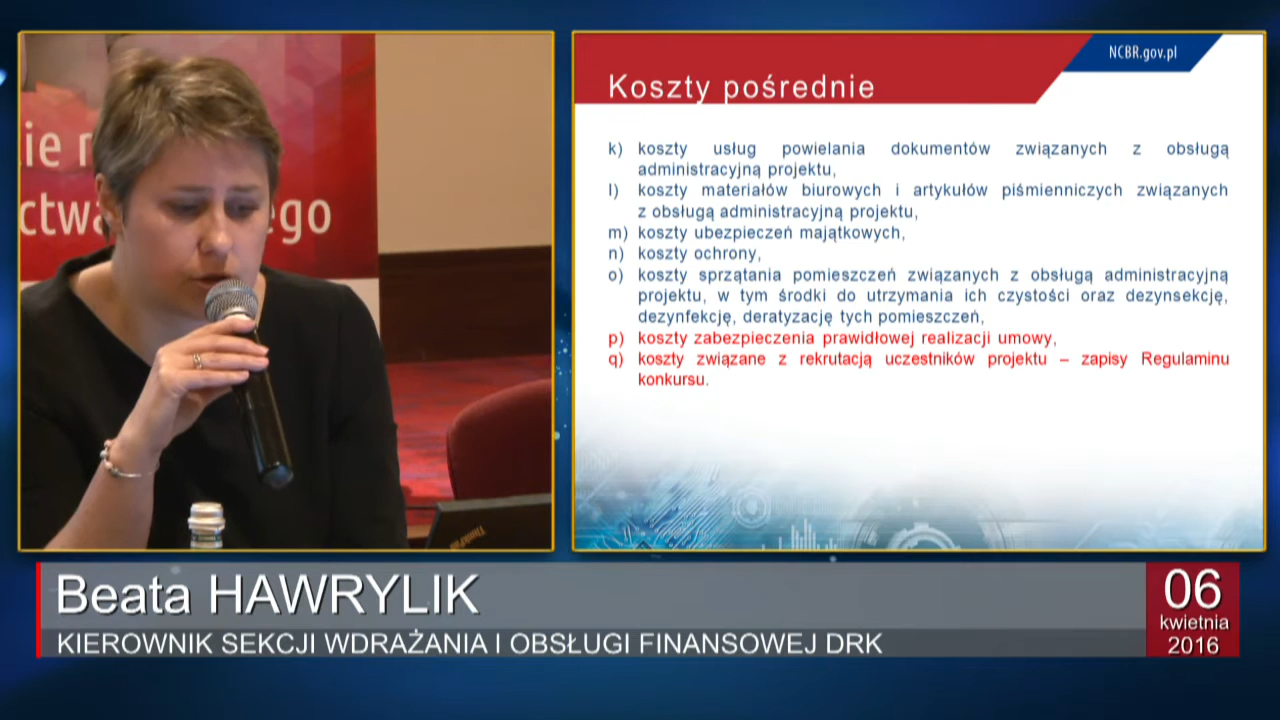 ie
ego
NCBR.gov.pl
Koszty pośrednie
k) koszty usług powielania dokumentów związanych z obsługą
administracyjną projektu,
l) koszty materiałów biurowych i artykułów piśmienniczych związanych
z obsługą administracyjną projektu,
m) koszty ubezpieczeń majątkowych,
n) koszty ochrony,
o) koszty sprzątania pomieszczeń związanych z obsługą administracyjną
projektu, w tym środki do utrzymania ich czystości oraz dezynsekcję,
dezynfekcję, deratyzację tych pomieszczeń,
p) koszty zabezpieczenia prawidłowej realizacji umowy,
q) koszty związane z rekrutacją uczestników projektu – zapisy Regulaminu
konkursu.
Beata HAWRYLIK
KIEROWNIK SEKCJI WDRAŻANIA I OBSŁUGI FINANSOWEJ DRK
06
kwietnia
2016